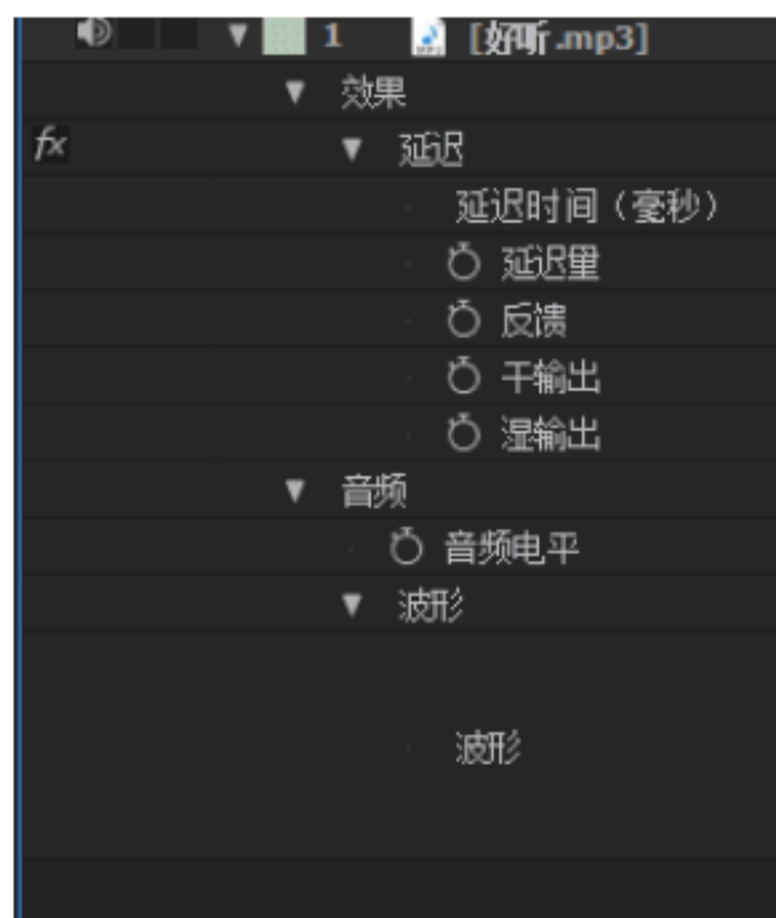 1 [好听.mp3]
效果
fx 延迟
延迟时间（毫秒）
延迟量
反馈
干输出
湿输出
音频
音频电平
波形
波形